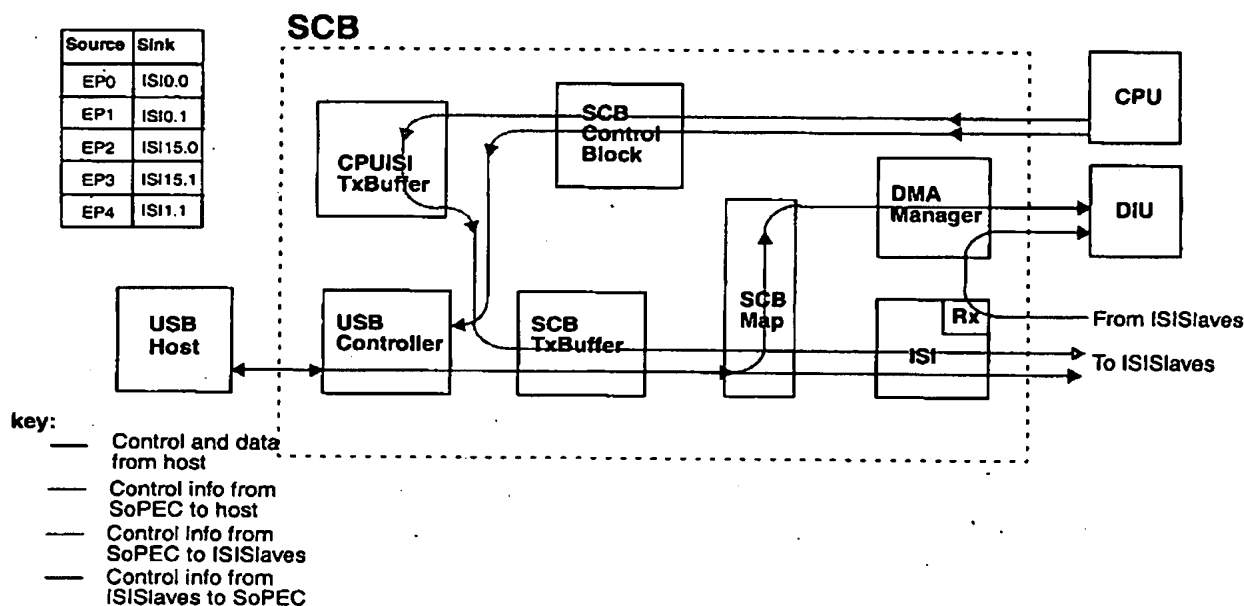 SCB
Source Sink
EP0 ISI0.0
EP1 ISI0.1
EP2 ISI15.0
EP3 ISI15.1
EP4 ISI1.1
CPUISI
TxBuffer
SCB
Control
Block
CPU
DMA
Manager
DIU
USB
Host
USB
Controller
SCB
TxBuffer
SCB
Map
Rx
ISI
From ISISlaves
To ISISlaves
key:
Control and data
from host
Control info from
SoPEC to host
Control info from
SoPEC to ISISlaves
Control info from
ISISlaves to SoPEC